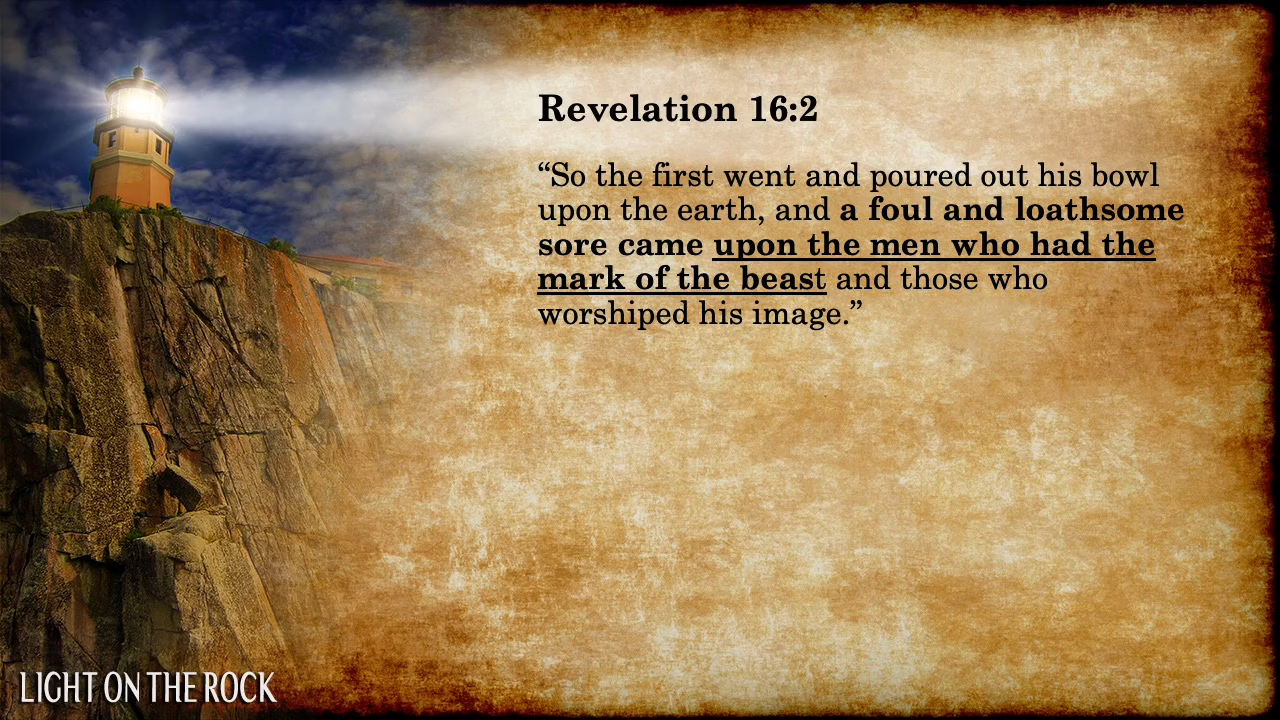 Revelation 16:2
“So the first went and poured out his bowl
upon the earth, and a foul and loathsome
sore came upon the men who had the
mark of the beast and those who
worshiped his image.”
LIGHT ON THE ROCK